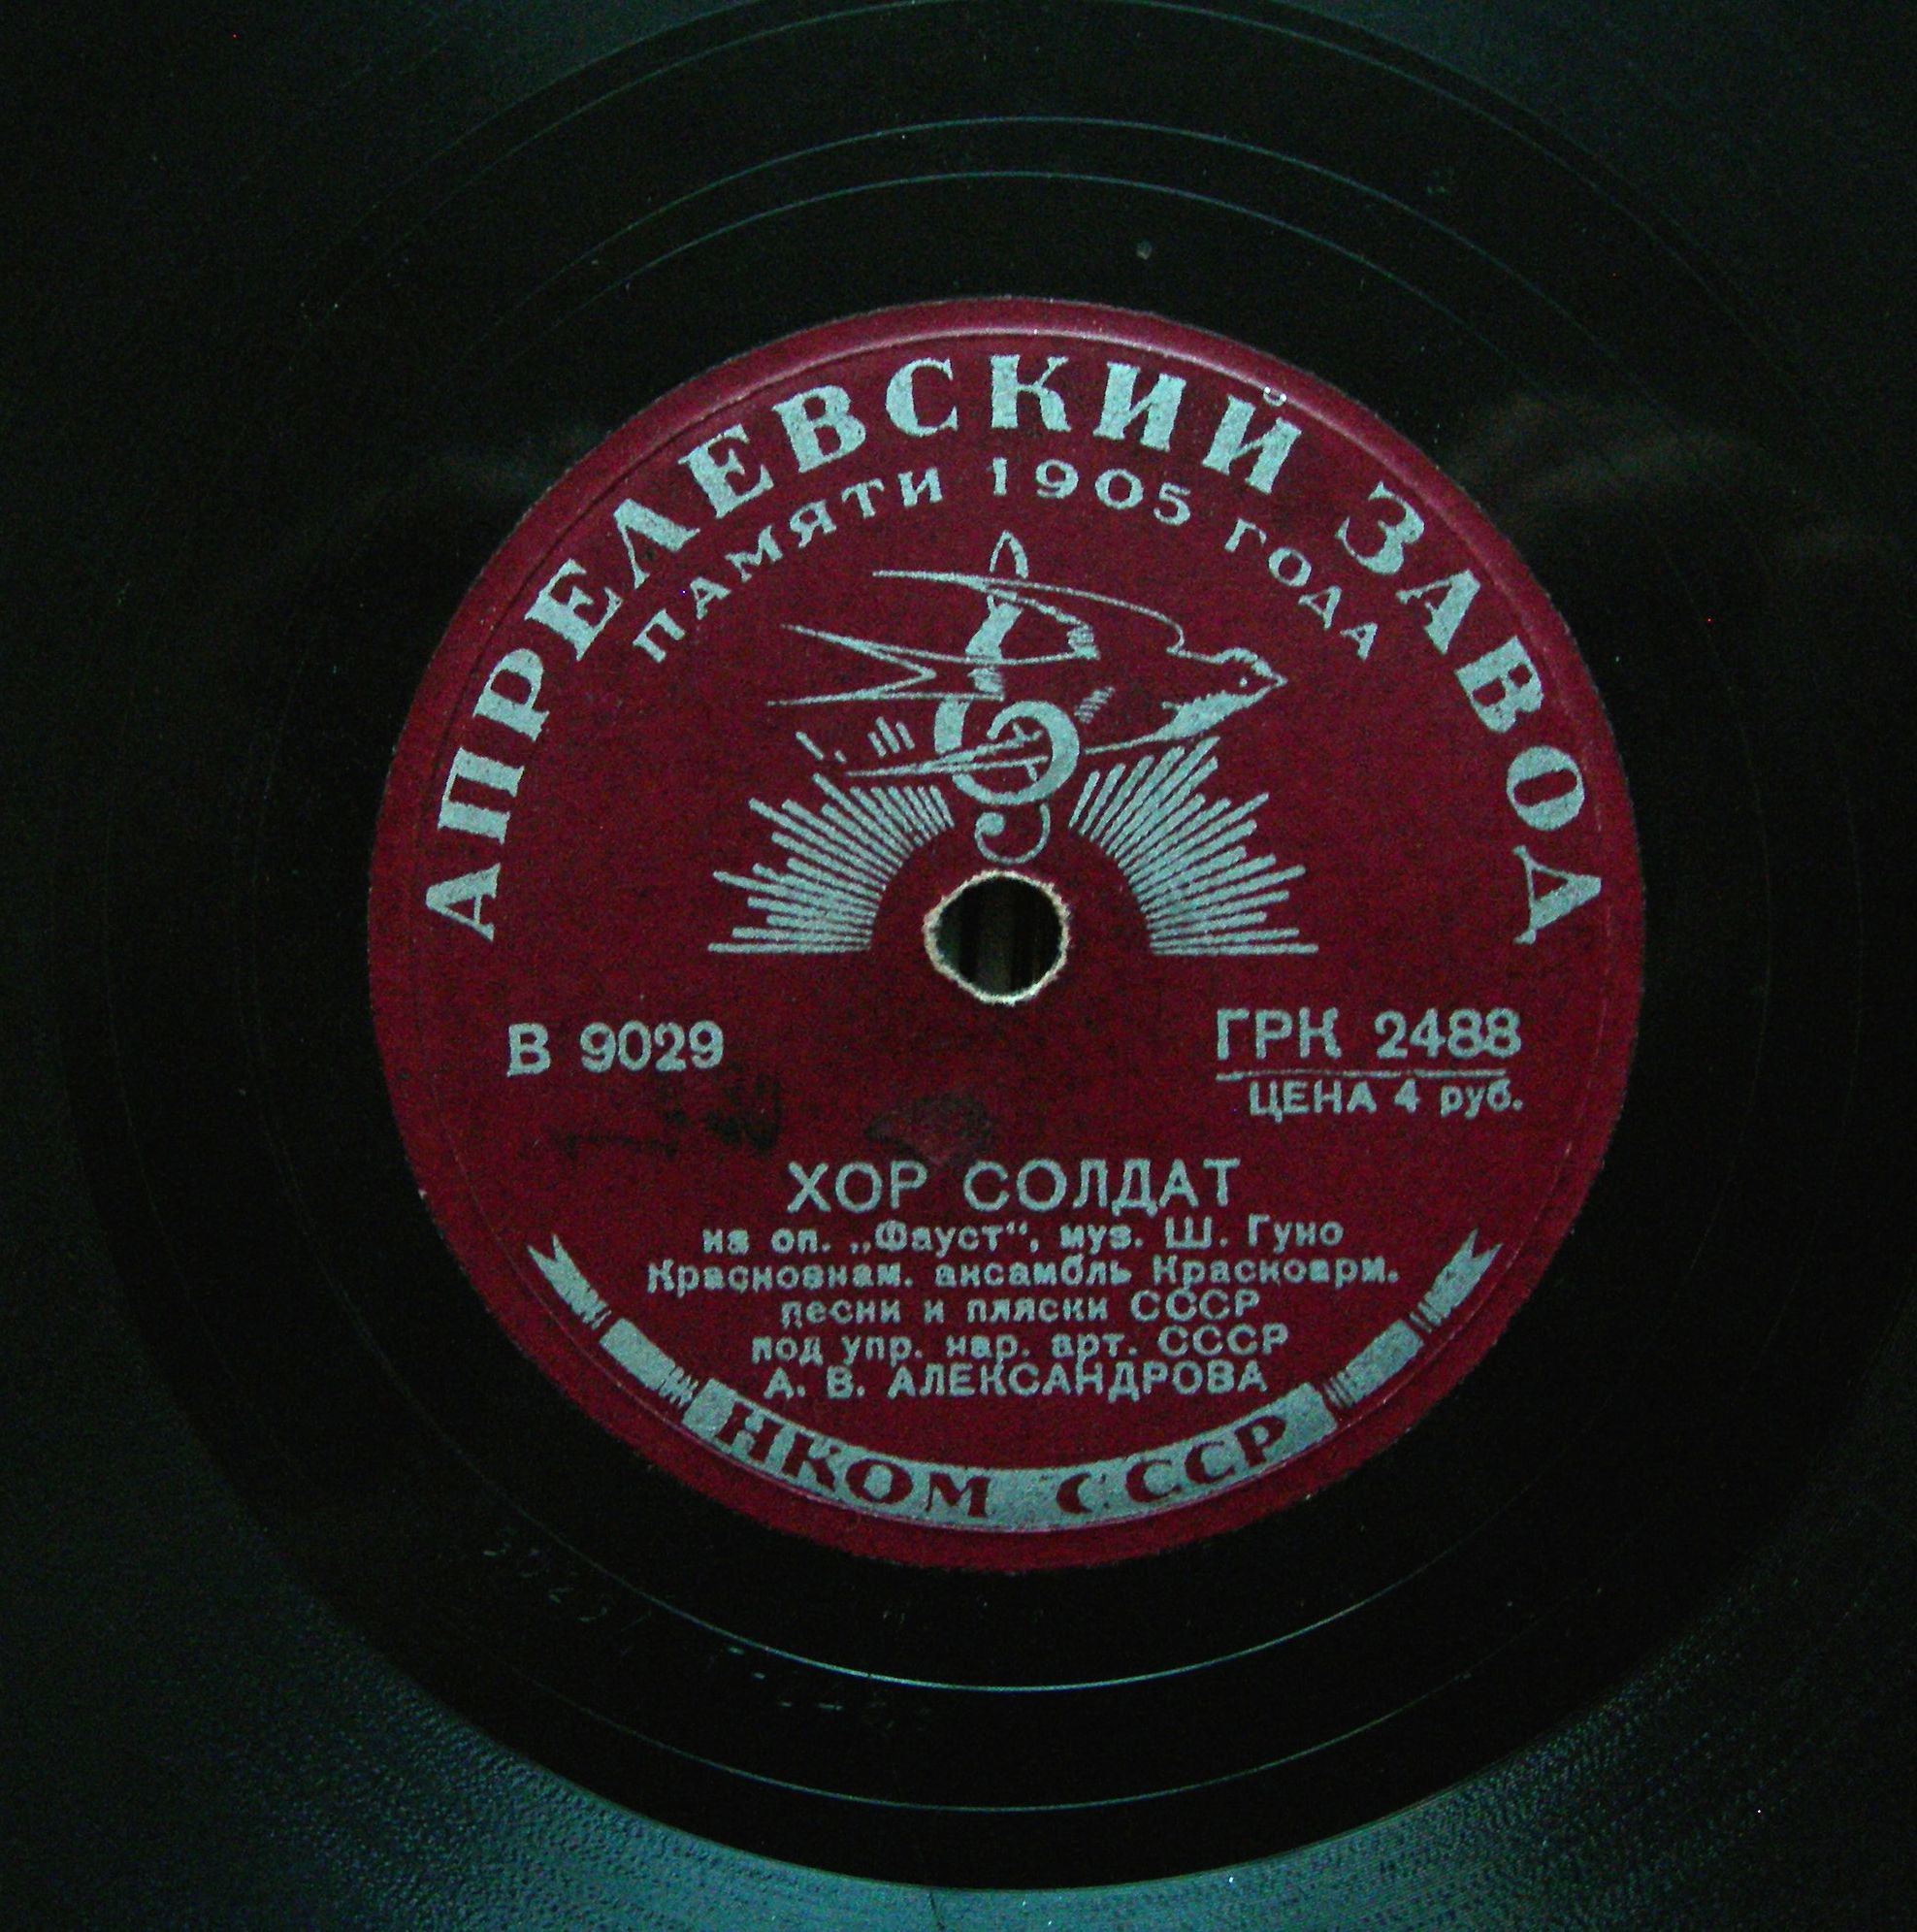 АПРЕЛЕВСКИЙ ЗАВОД
ПАМЯТИ 1905 ГОДА
В 9029
ГРК 2488
ЦЕНА 4 руб.
ХОР СОЛДАТ
из оп. „Фауст“, муз. Ш. Гуно
Краснознам. ансамбль Красноарм.
песни и пляски СССР
под упр. нар. арт. СССР
А. В. АЛЕКСАНДРОВА
НКОМ СССР